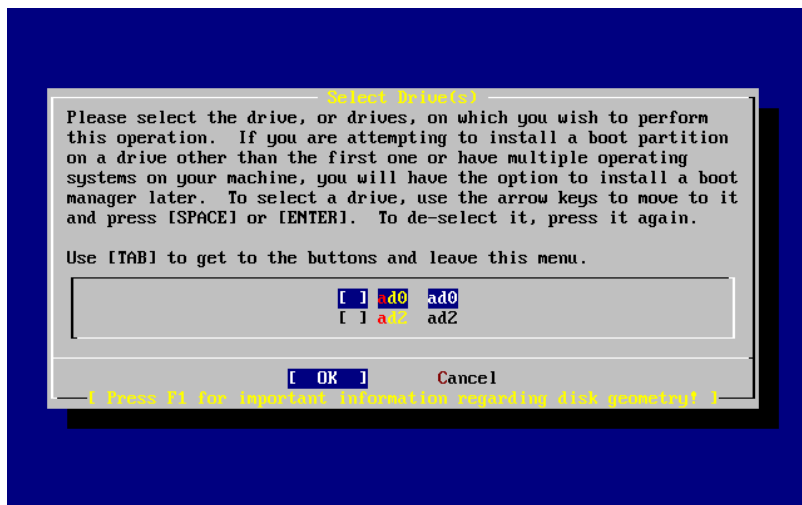 Select Drive(s)
Please select the drive, or drives, on which you wish to perform
this operation.  If you are attempting to install a boot partition
on a drive other than the first one or have multiple operating
systems on your machine, you will have the option to install a boot
manager later.  To select a drive, use the arrow keys to move to it
and press [SPACE] or [ENTER].  To de-select it, press it again.
Use [TAB] to get to the buttons and leave this menu.
[ ] ad0  ad0
[ ] ad2  ad2
[  OK  ]       Cancel
[ Press F1 for important information regarding disk geometry! ]